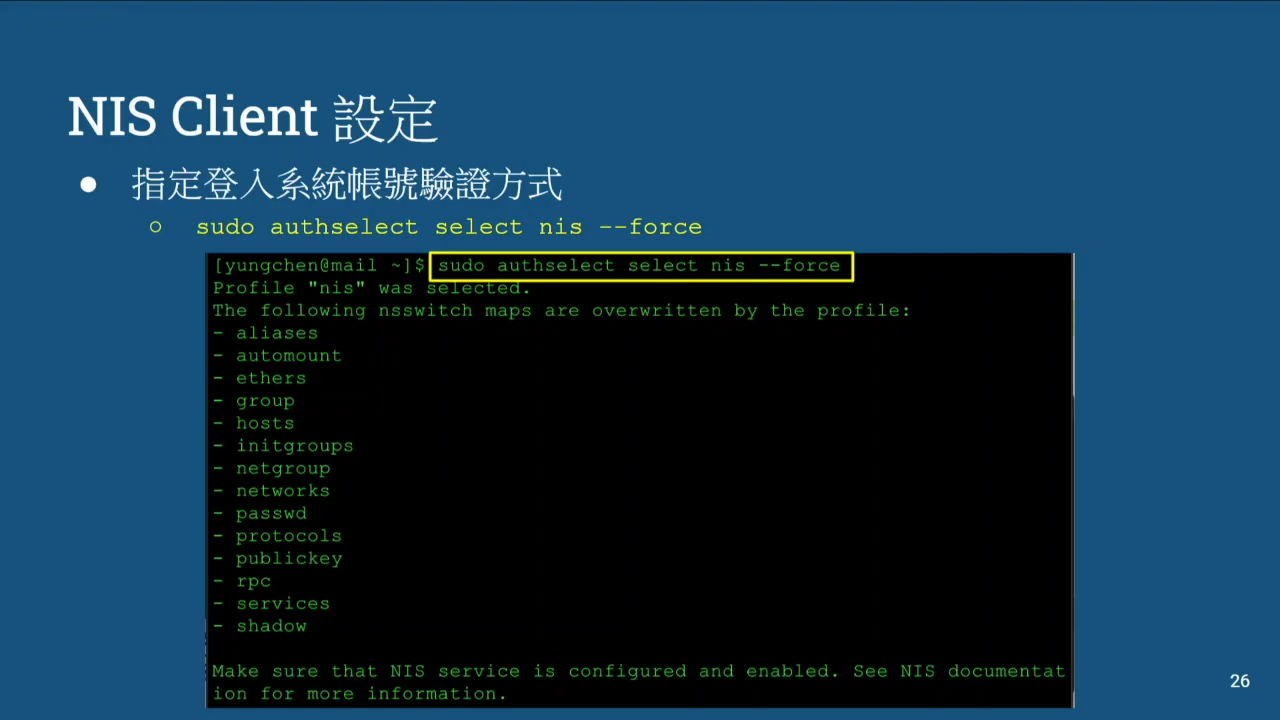 NIS Client 設定
● 指定登入系統帳號驗證方式
○ sudo authselect select nis --force
[yungchen@mail ~]$ sudo authselect select nis --force
Profile "nis" was selected.
The following nsswitch maps are overwritten by the profile:
- aliases
- automount
- ethers
- group
- hosts
- initgroups
- netgroup
- networks
- passwd
- protocols
- publickey
- rpc
- services
- shadow
Make sure that NIS service is configured and enabled. See NIS documentat
ion for more information.
26